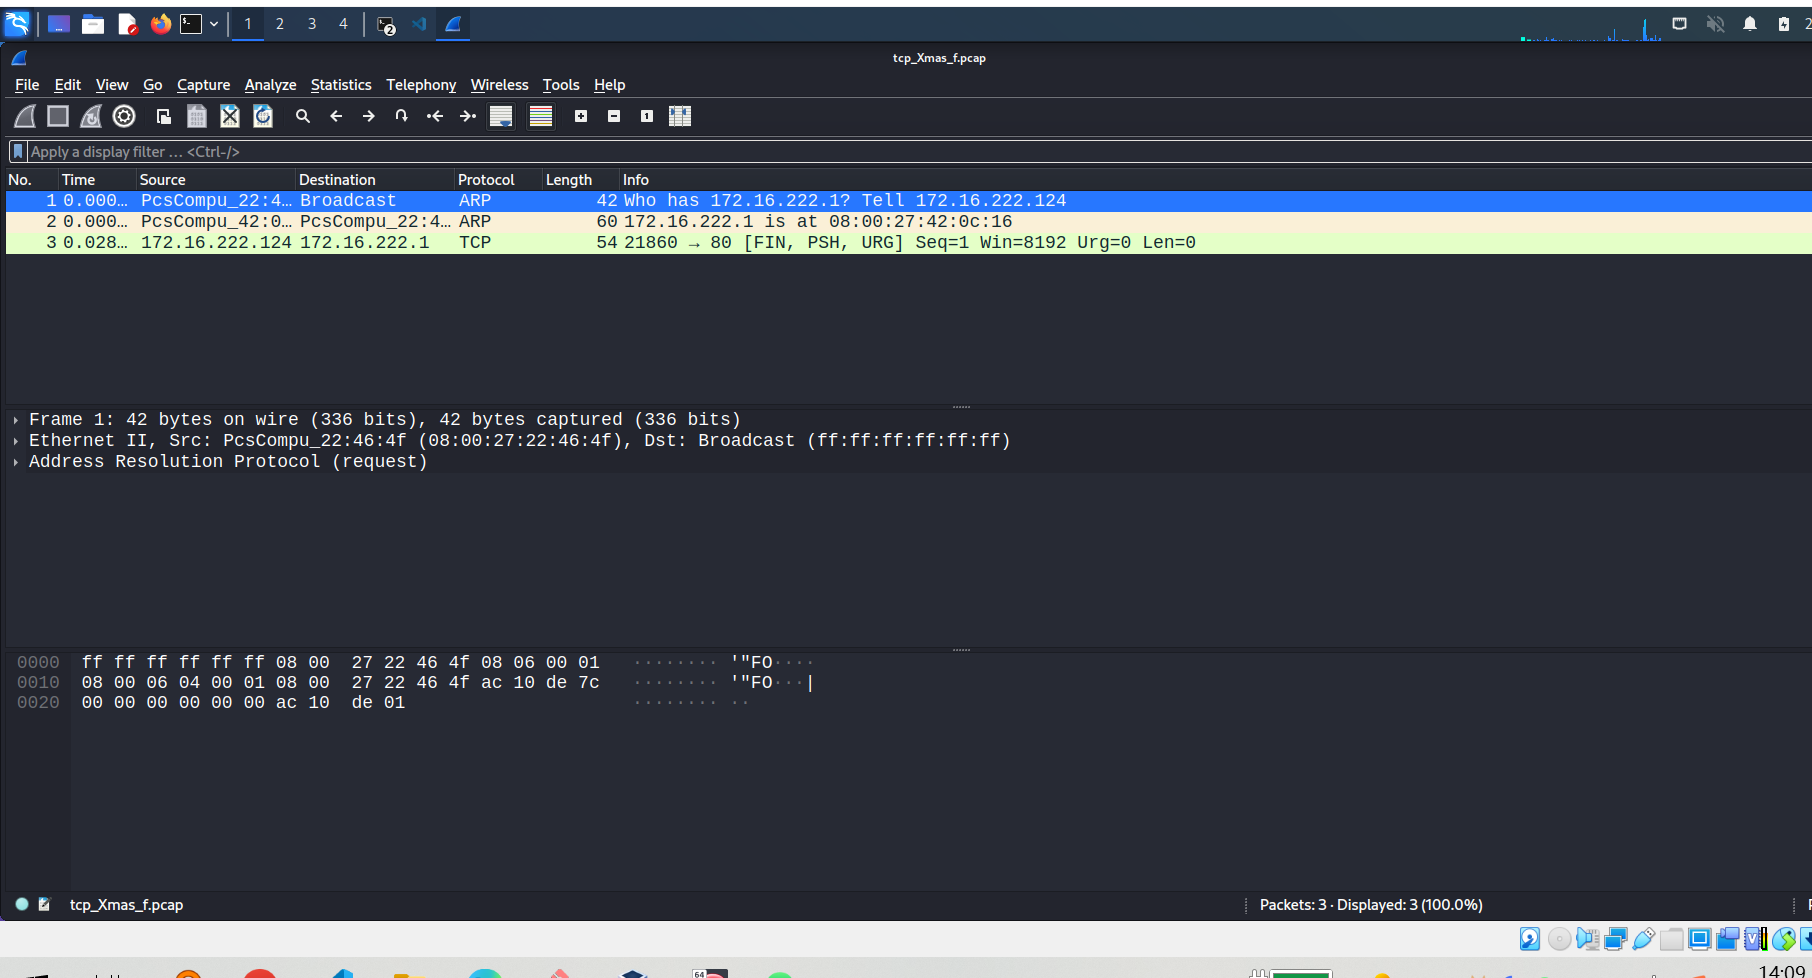 1 2 3 4 2
tcp_Xmas_f.pcap
File Edit View Go Capture Analyze Statistics Telephony Wireless Tools Help
Apply a display filter … <Ctrl-/>
No. Time Source Destination Protocol Length Info
1 0.000… PcsCompu_22:4… Broadcast ARP 42 Who has 172.16.222.1? Tell 172.16.222.124
2 0.000… PcsCompu_42:0… PcsCompu_22:4… ARP 60 172.16.222.1 is at 08:00:27:42:0c:16
3 0.028… 172.16.222.124 172.16.222.1 TCP 54 21860 → 80 [FIN, PSH, URG] Seq=1 Win=8192 Urg=0 Len=0
Frame 1: 42 bytes on wire (336 bits), 42 bytes captured (336 bits)
Ethernet II, Src: PcsCompu_22:46:4f (08:00:27:22:46:4f), Dst: Broadcast (ff:ff:ff:ff:ff:ff)
Address Resolution Protocol (request)
0000 ff ff ff ff ff ff 08 00 27 22 46 4f 08 06 00 01 ········ '"FO····
0010 08 00 06 04 00 01 08 00 27 22 46 4f ac 10 de 7c ········ '"FO···|
0020 00 00 00 00 00 00 ac 10 de 01 ········ ··
tcp_Xmas_f.pcap Packets: 3 · Displayed: 3 (100.0%)
64 14:09